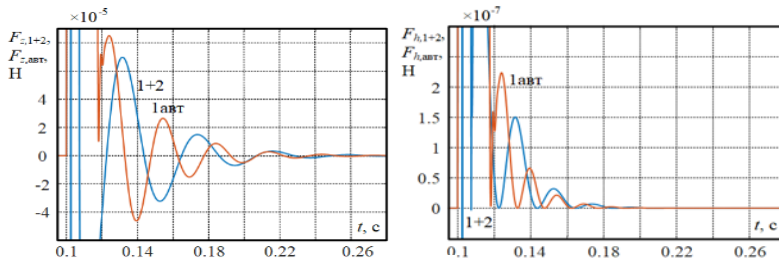 ×10⁻⁵
F_z,1+2,
F_z,авт,
Н
4
2
0
-2
-4
1+2
1авт
t, с
0.1 0.14 0.18 0.22 0.26
×10⁻⁷
F_h,1+2,
F_h,авт,
Н
2
1.5
1
0.5
0
1авт
1+2
t, с
0.1 0.14 0.18 0.22 0.26